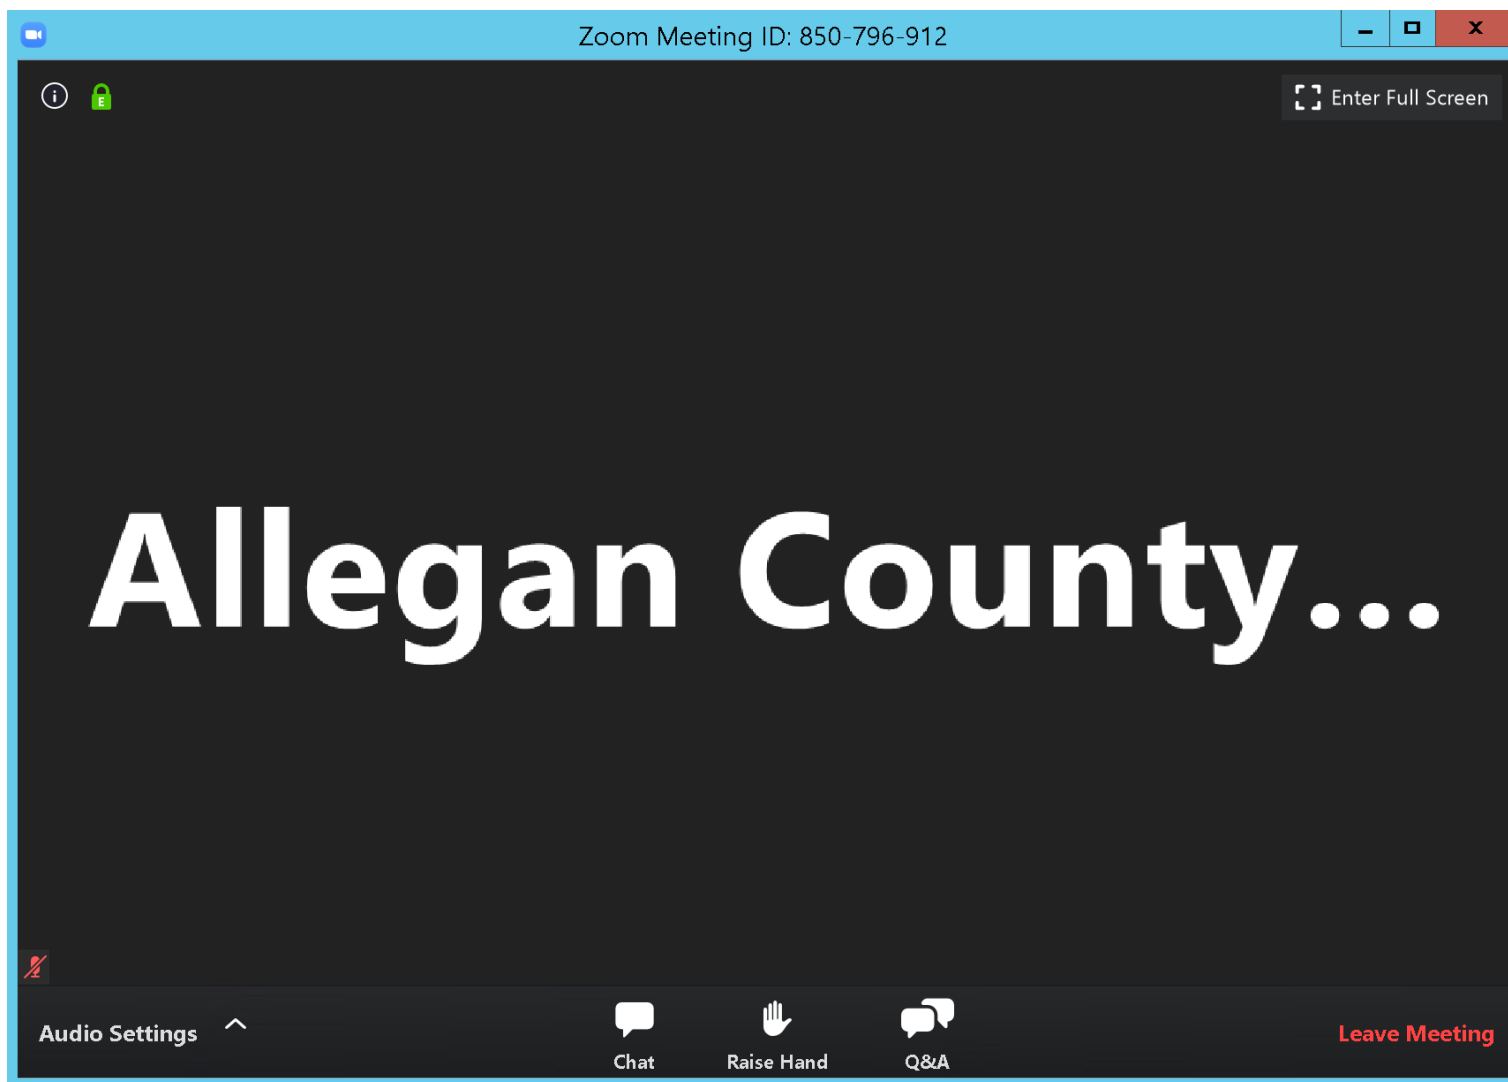 Zoom Meeting ID: 850-796-912
E
Enter Full Screen
Allegan County...
Audio Settings
Chat
Raise Hand
Q&A
Leave Meeting